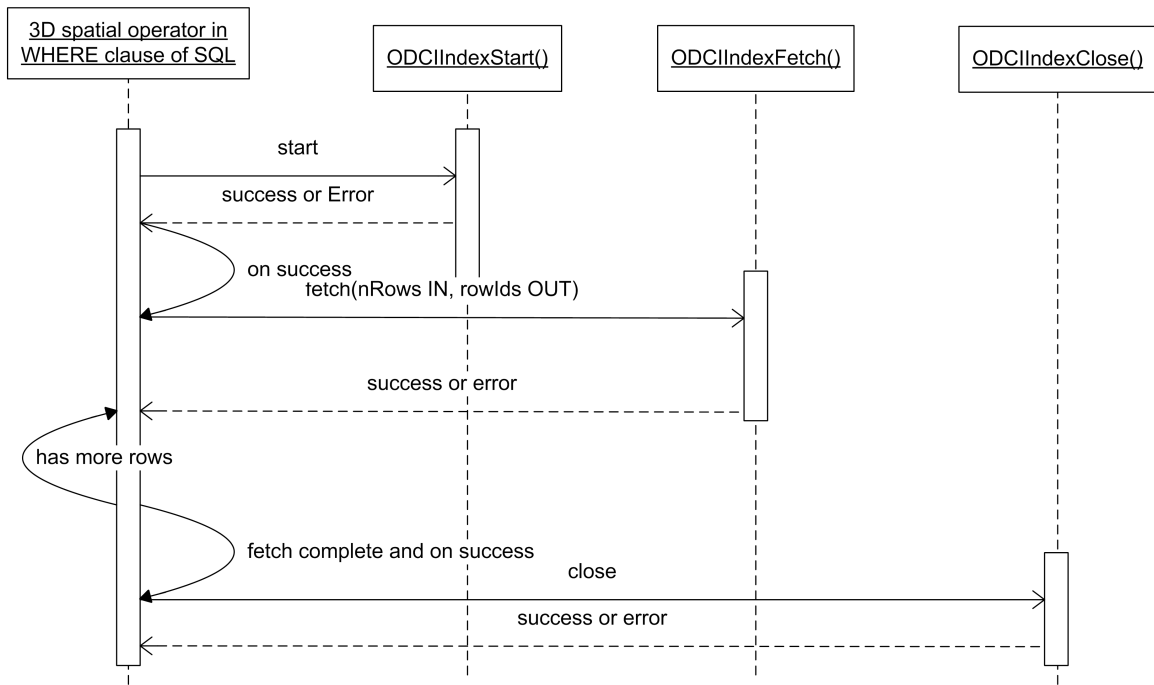 3D spatial operator in
WHERE clause of SQL
ODCIIndexStart()
ODCIIndexFetch()
ODCIIndexClose()
start
success or Error
on success
fetch(nRows IN, rowIds OUT)
success or error
has more rows
fetch complete and on success
close
success or error